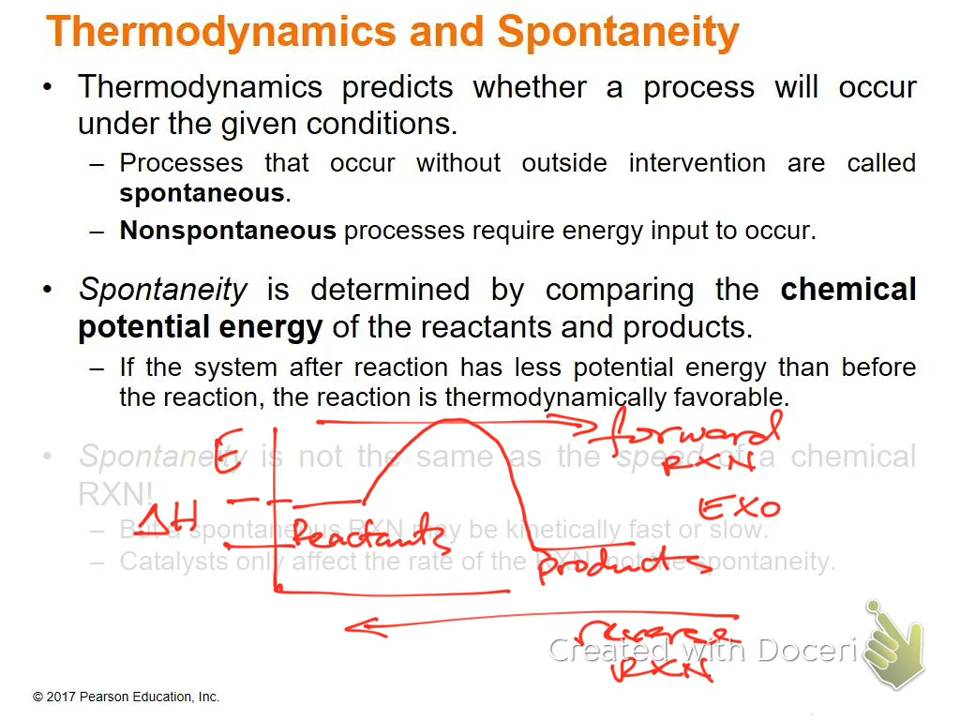 Thermodynamics and Spontaneity
• Thermodynamics predicts whether a process will occur
under the given conditions.
– Processes that occur without outside intervention are called
spontaneous.
– Nonspontaneous processes require energy input to occur.
• Spontaneity is determined by comparing the chemical
potential energy of the reactants and products.
– If the system after reaction has less potential energy than before
the reaction, the reaction is thermodynamically favorable.
E
forward
• Spontaneity is not the same as the speed of a chemical
RXN
RXN!
ΔH
EXO
Reactants
– But a spontaneous RXN may be kinetically fast or slow.
– Catalysts only affect the rate of the RXN not the spontaneity.
products
reverse
Created with Doceri
RXN
© 2017 Pearson Education, Inc.